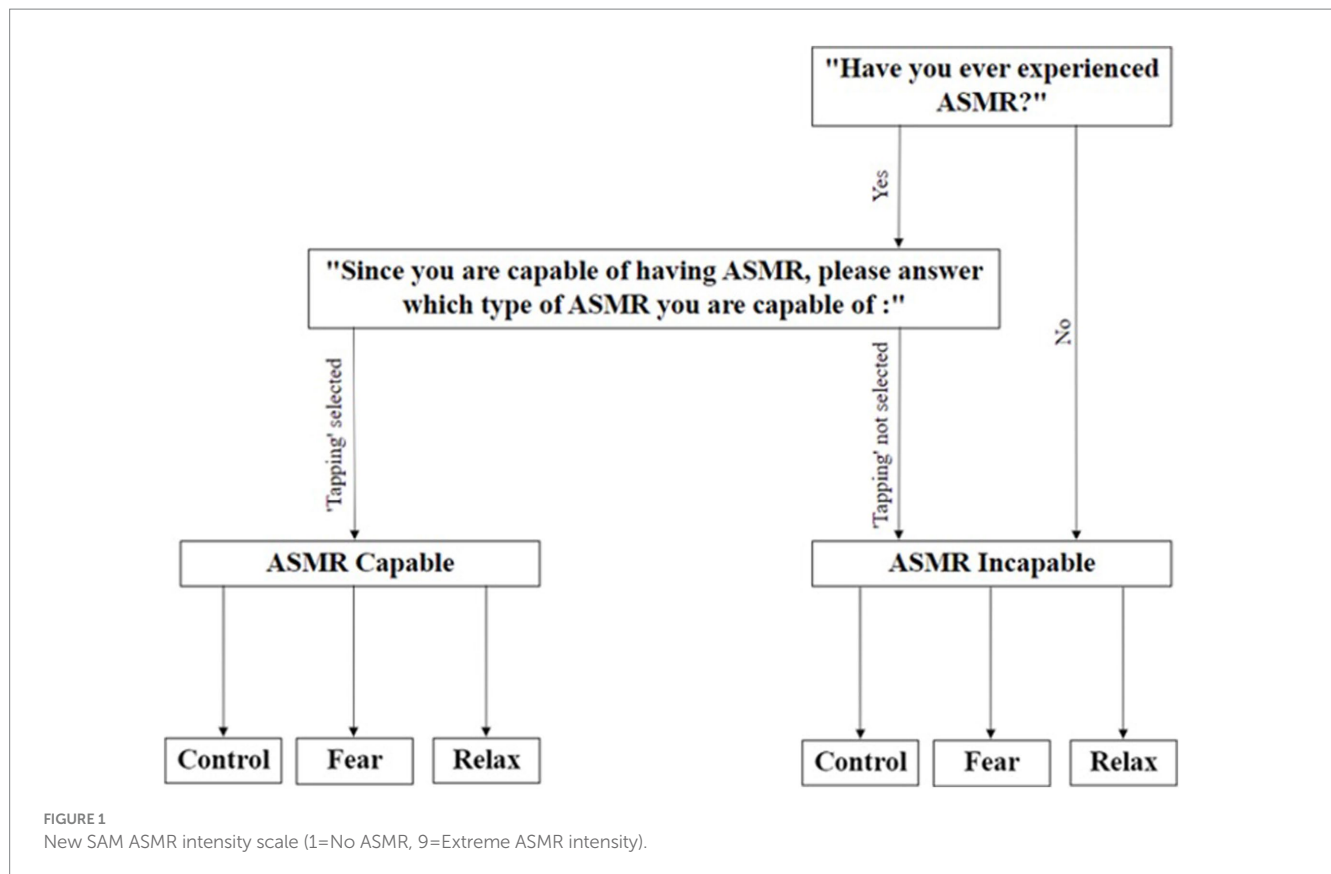 "Have you ever experienced
ASMR?"
Yes
No
"Since you are capable of having ASMR, please answer
which type of ASMR you are capable of :"
'Tapping' selected
'Tapping' not selected
ASMR Capable
ASMR Incapable
Control
Fear
Relax
Control
Fear
Relax
FIGURE 1
New SAM ASMR intensity scale (1=No ASMR, 9=Extreme ASMR intensity).